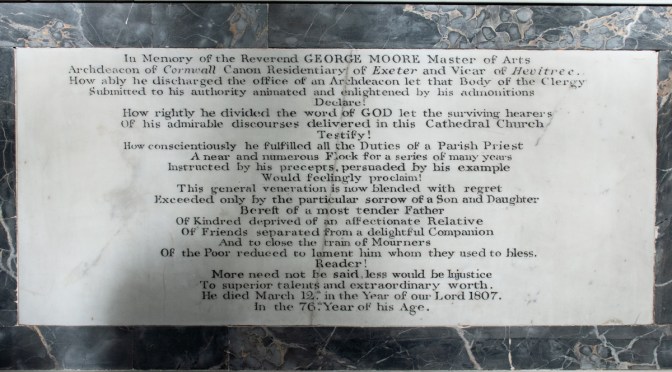 In Memory of the Reverend GEORGE MOORE Master of Arts
Archdeacon of Cornwall Canon Residentiary of Exeter and Vicar of Hevitree.
How ably he discharged the office of an Archdeacon let that Body of the Clergy
Submitted to his authority animated and enlightened by his admonitions
Declare!
How rightly he divided the word of GOD let the surviving hearers
Of his admirable discourses delivered in this Cathedral Church
Testify!
How conscientiously he fulfilled all the Duties of a Parish Priest
A near and numerous Flock for a series of many years
Instructed by his precepts, persuaded by his example
Would feelingly proclaim!
This general veneration is now blended with regret
Exceeded only by the particular sorrow of a Son and Daughter
Bereft of a most tender Father
Of Kindred deprived of an affectionate Relative
Of Friends separated from a delightful Companion
And to close the train of Mourners
Of the Poor reduced to lament him whom they used to bless.
Reader!
More need not be said, less would be Injustice
To superior talents and extraordinary worth.
He died March 12th in the Year of our Lord 1807.
In the 76th Year of his Age.